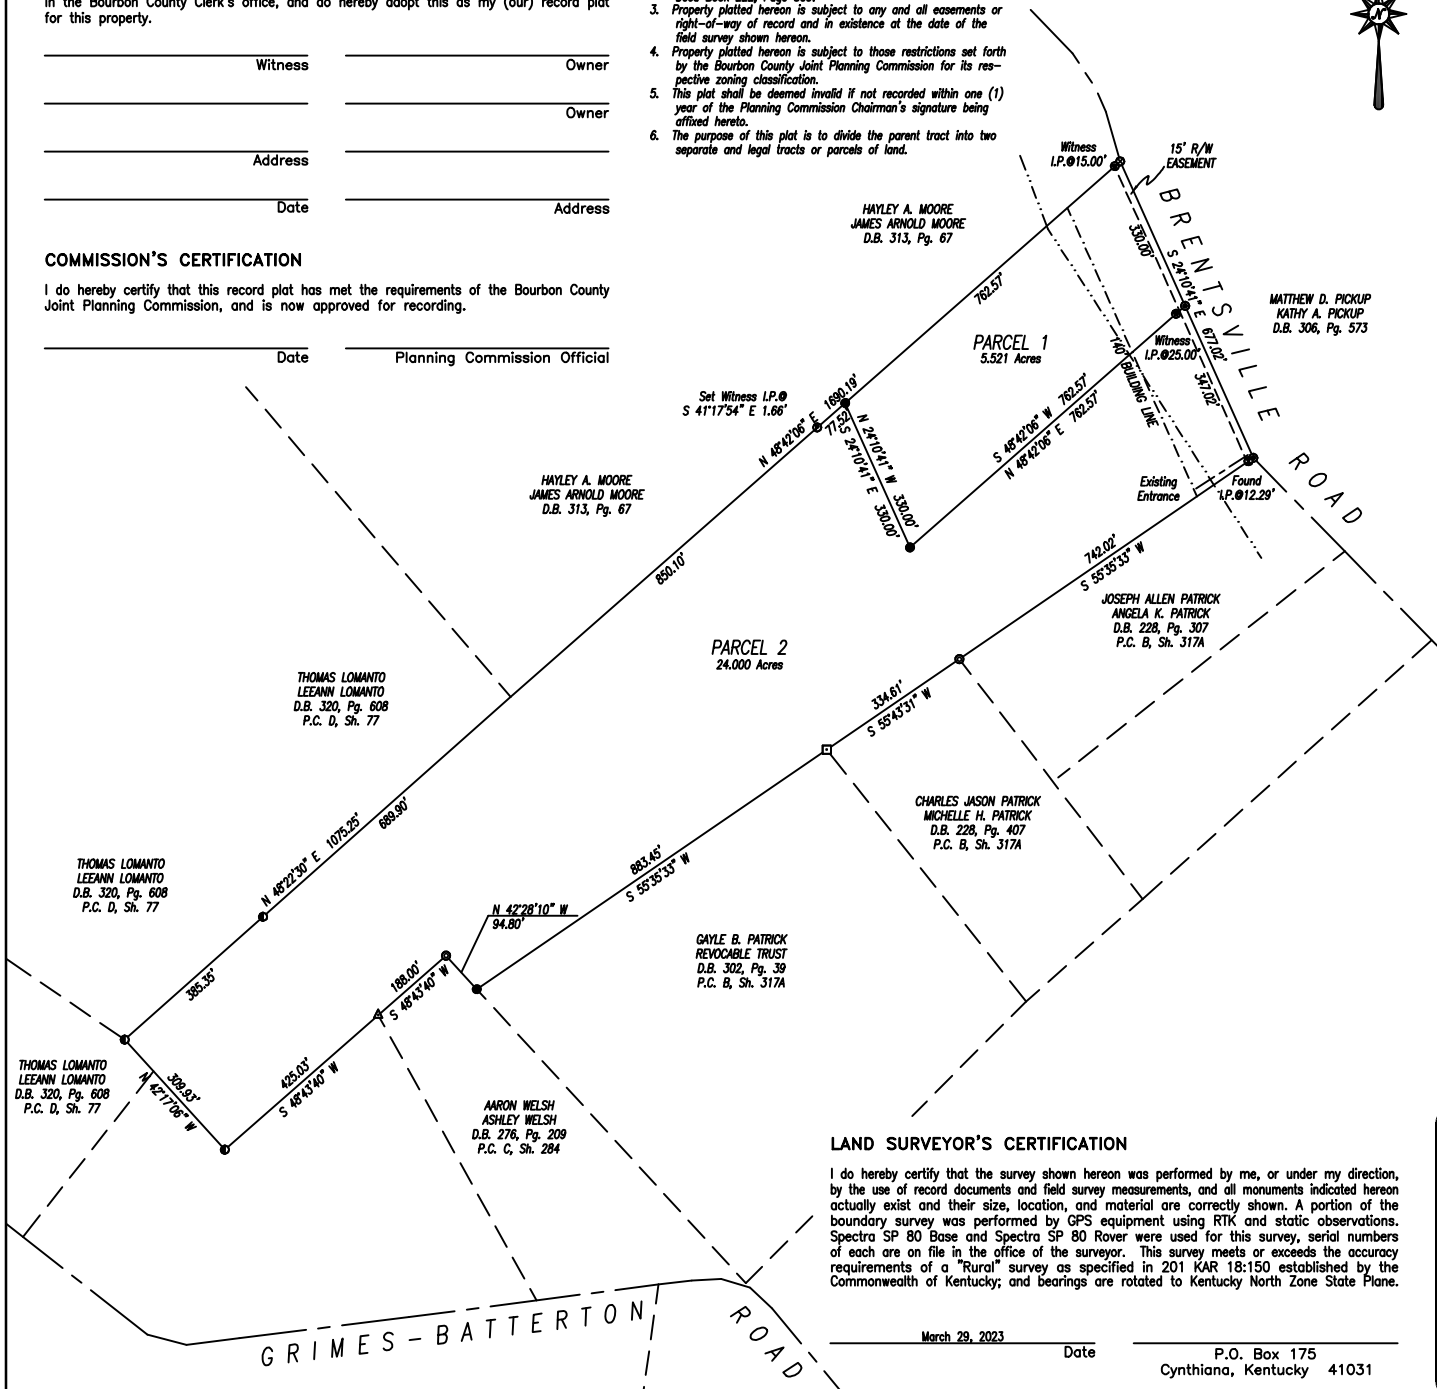 in the Bourbon County Clerk's office, and do hereby adopt this as my (our) record plat
for this property.
Witness
Owner
Owner
Address
Date
Address
COMMISSION'S CERTIFICATION
I do hereby certify that this record plat has met the requirements of the Bourbon County
Joint Planning Commission, and is now approved for recording.
Date
Planning Commission Official
3. Property platted hereon is subject to any and all easements or
right-of-way of record and in existence at the date of the
field survey shown hereon.
4. Property platted hereon is subject to those restrictions set forth
by the Bourbon County Joint Planning Commission for its res-
pective zoning classification.
5. This plat shall be deemed invalid if not recorded within one (1)
year of the Planning Commission Chairman's signature being
affixed hereto.
6. The purpose of this plat is to divide the parent tract into two
separate and legal tracts or parcels of land.
N
Witness
I.P.@15.00'
15' R/W
EASEMENT
BRENTSVILLE
ROAD
HAYLEY A. MOORE
JAMES ARNOLD MOORE
D.B. 313, Pg. 67
330.00'
S 24°10'41" E 677.02'
347.02'
762.57'
MATTHEW D. PICKUP
KATHY A. PICKUP
D.B. 306, Pg. 573
PARCEL 1
5.521 Acres
Witness
I.P.@25.00'
140' BUILDING LINE
Set Witness I.P.@
S 41°17'54" E 1.66'
N 48°42'06" E 1690.19'
77.52'
N 24°10'41" W 330.00'
S 24°10'41" E 330.00'
S 48°42'06" W 762.57'
N 48°42'06" E 762.57'
Existing
Entrance
Found
I.P.@12.29'
HAYLEY A. MOORE
JAMES ARNOLD MOORE
D.B. 313, Pg. 67
850.10'
742.02'
S 55°35'33" W
JOSEPH ALLEN PATRICK
ANGELA K. PATRICK
D.B. 228, Pg. 307
P.C. B, Sh. 317A
PARCEL 2
24.000 Acres
THOMAS LOMANTO
LEEANN LOMANTO
D.B. 320, Pg. 608
P.C. D, Sh. 77
334.61'
S 55°43'31" W
CHARLES JASON PATRICK
MICHELLE H. PATRICK
D.B. 228, Pg. 407
P.C. B, Sh. 317A
N 48°22'30" E 1075.25'
689.90'
THOMAS LOMANTO
LEEANN LOMANTO
D.B. 320, Pg. 608
P.C. D, Sh. 77
883.45'
S 55°35'33" W
N 42°28'10" W
94.80'
GAYLE B. PATRICK
REVOCABLE TRUST
D.B. 302, Pg. 39
P.C. B, Sh. 317A
385.35'
188.00'
S 48°43'40" W
THOMAS LOMANTO
LEEANN LOMANTO
D.B. 320, Pg. 608
P.C. D, Sh. 77
309.93'
N 42°17'06" W
425.03'
S 48°43'40" W
AARON WELSH
ASHLEY WELSH
D.B. 276, Pg. 209
P.C. C, Sh. 284
GRIMES-BATTERTON
ROAD
LAND SURVEYOR'S CERTIFICATION
I do hereby certify that the survey shown hereon was performed by me, or under my direction,
by the use of record documents and field survey measurements, and all monuments indicated hereon
actually exist and their size, location, and material are correctly shown. A portion of the
boundary survey was performed by GPS equipment using RTK and static observations.
Spectra SP 80 Base and Spectra SP 80 Rover were used for this survey, serial numbers
of each are on file in the office of the surveyor. This survey meets or exceeds the accuracy
requirements of a "Rural" survey as specified in 201 KAR 18:150 established by the
Commonwealth of Kentucky; and bearings are rotated to Kentucky North Zone State Plane.
March 29, 2023
Date
P.O. Box 175
Cynthiana, Kentucky 41031